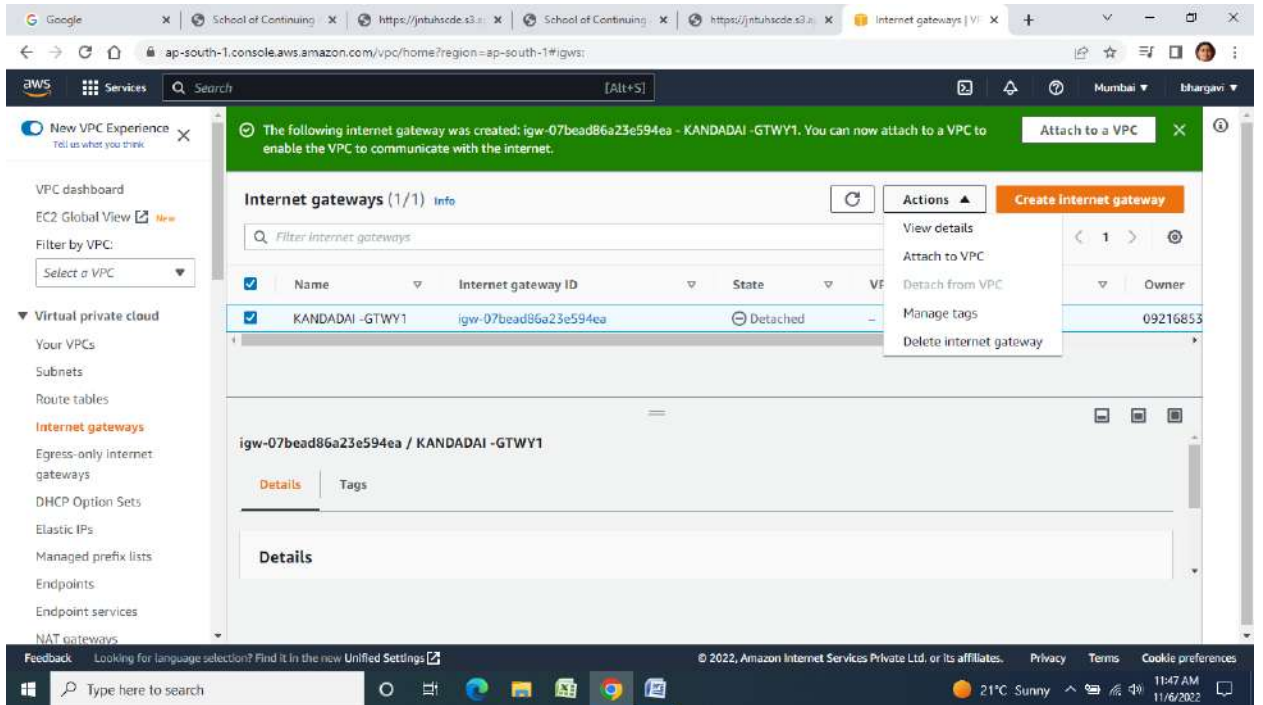 Google
School of Continuing
https://jntuhscde.s3.a
School of Continuing
https://jntuhscde.s3.a
Internet gateways | V
ap-south-1.console.aws.amazon.com/vpc/home?region=ap-south-1#igws:
aws
Services
Search
[Alt+S]
Mumbai
bhargavi
New VPC Experience
Tell us what you think
The following internet gateway was created: igw-07bead86a23e594ea - KANDADAI -GTWY1. You can now attach to a VPC to
enable the VPC to communicate with the internet.
Attach to a VPC
VPC dashboard
EC2 Global View New
Filter by VPC:
Select a VPC
Virtual private cloud
Your VPCs
Subnets
Route tables
Internet gateways
Egress-only internet
gateways
DHCP Option Sets
Elastic IPs
Managed prefix lists
Endpoints
Endpoint services
NAT gateways
Internet gateways (1/1) Info
Actions
Create internet gateway
Filter internet gateways
1
View details
Attach to VPC
Detach from VPC
Manage tags
Delete internet gateway
Name
Internet gateway ID
State
VP
Owner
KANDADAI -GTWY1
igw-07bead86a23e594ea
Detached
–
09216853
igw-07bead86a23e594ea / KANDADAI -GTWY1
Details
Tags
Details
Feedback
Looking for language selection? Find it in the new Unified Settings
© 2022, Amazon Internet Services Private Ltd. or its affiliates.
Privacy
Terms
Cookie preferences
Type here to search
21°C Sunny
11:47 AM
11/6/2022